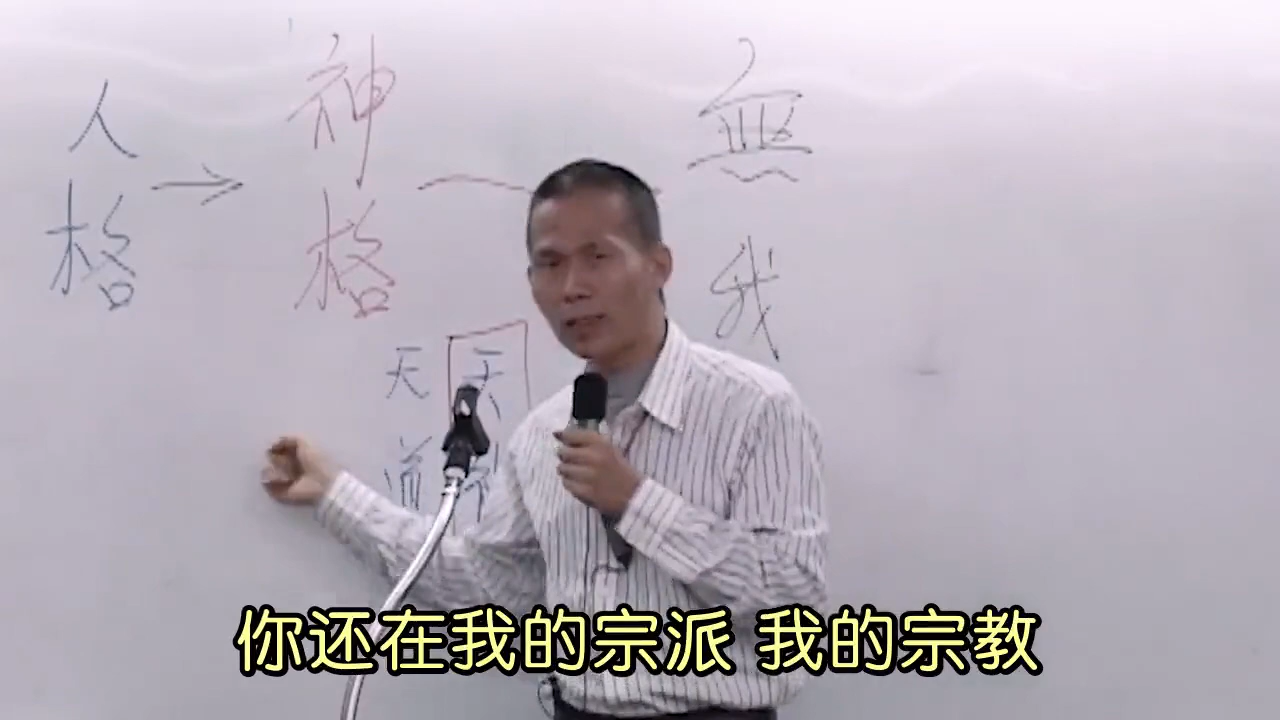 人格
神格
無我
天道
天
你还在我的宗派 我的宗教